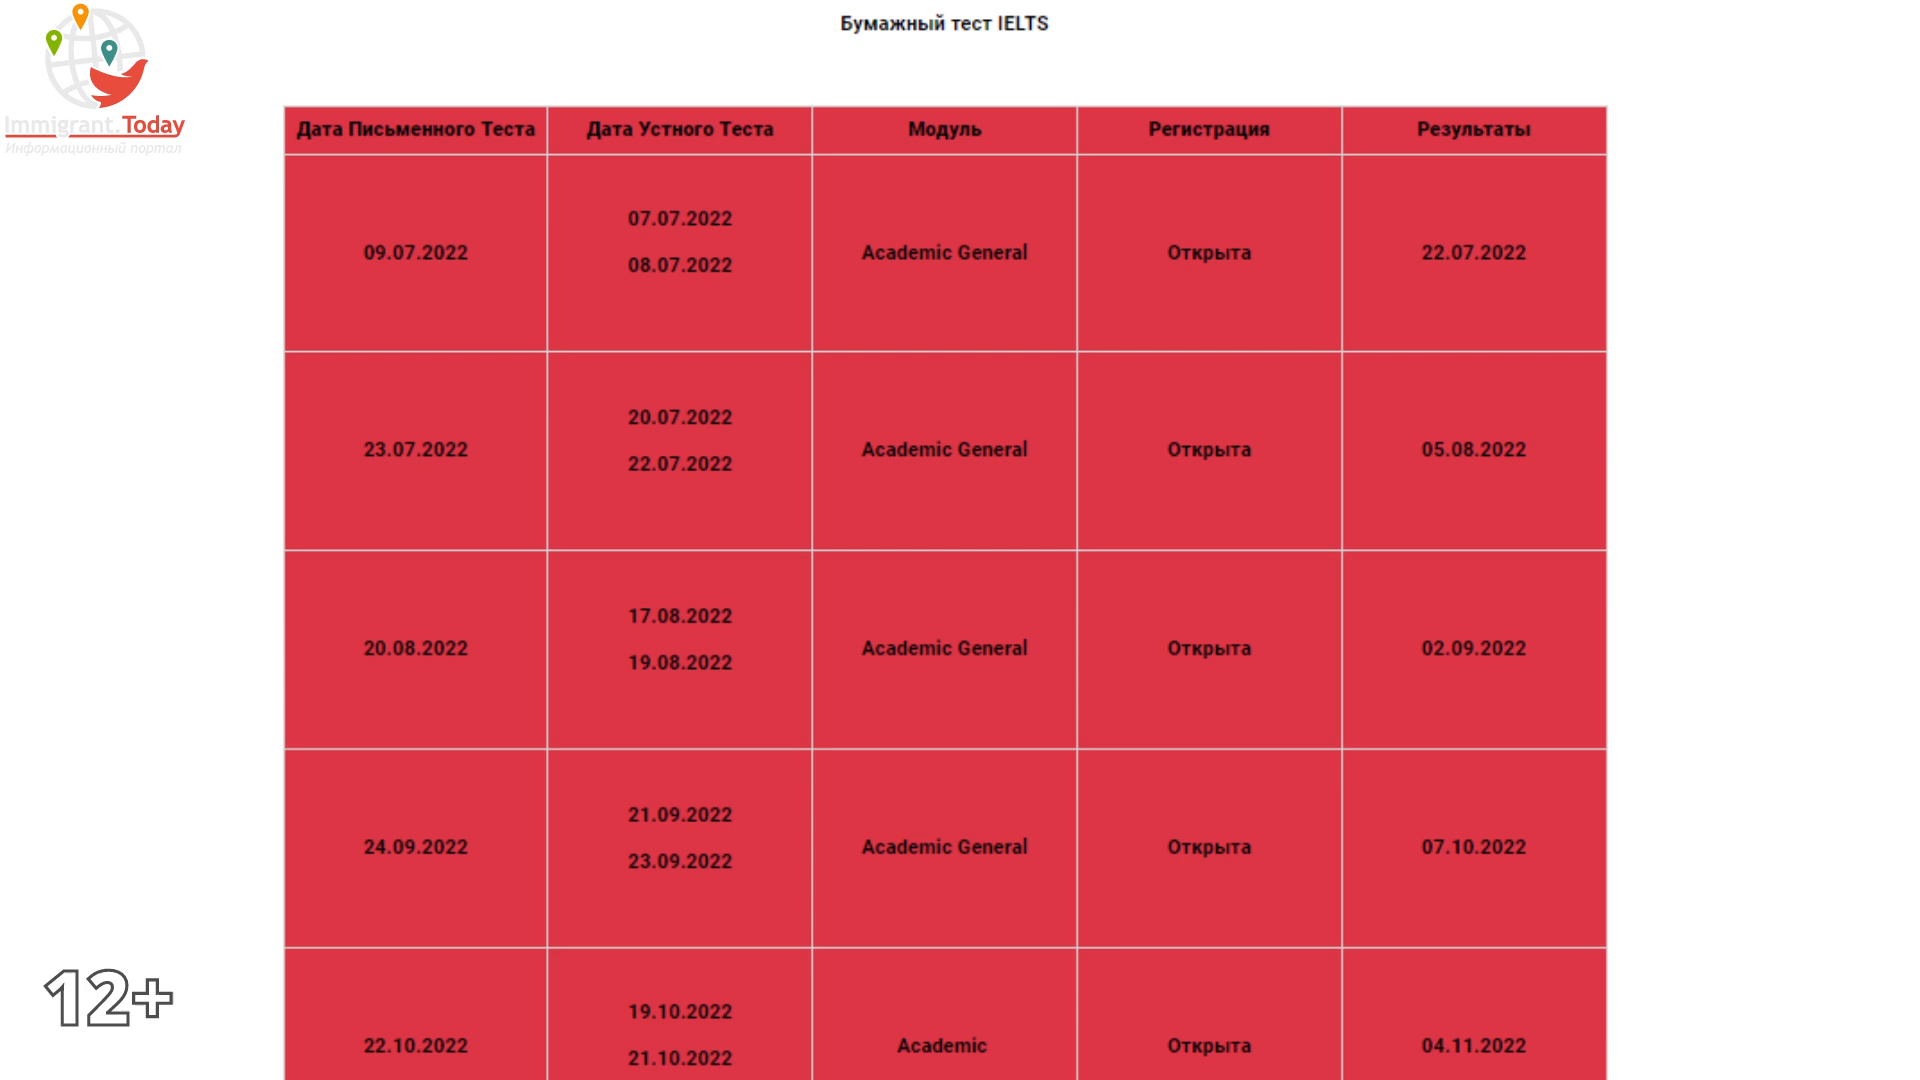 Бумажный тест IELTS
Immigrant.Today
Информационный портал
Дата Письменного Теста Дата Устного Теста Модуль Регистрация Результаты
07.07.2022
09.07.2022 Academic General Открыта 22.07.2022
08.07.2022
20.07.2022
23.07.2022 Academic General Открыта 05.08.2022
22.07.2022
17.08.2022
20.08.2022 Academic General Открыта 02.09.2022
19.08.2022
21.09.2022
24.09.2022 Academic General Открыта 07.10.2022
23.09.2022
19.10.2022
22.10.2022 Academic Открыта 04.11.2022
21.10.2022
12+